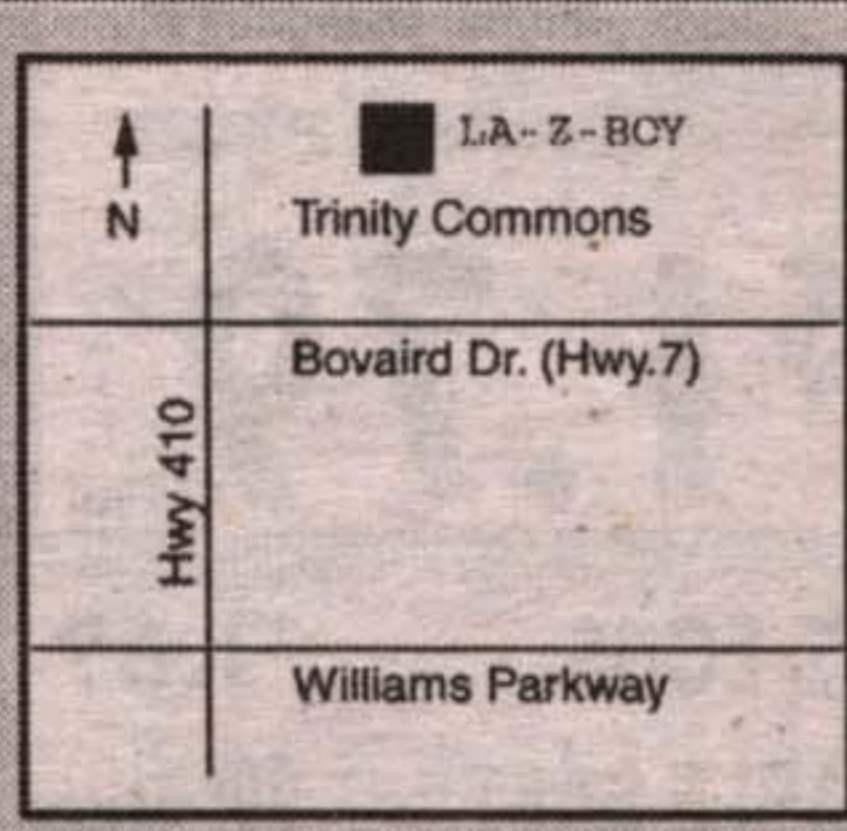 LA-Z-BOY
N
Trinity Commons
Bovaird Dr. (Hwy.7)
Hwy 410
Williams Parkway